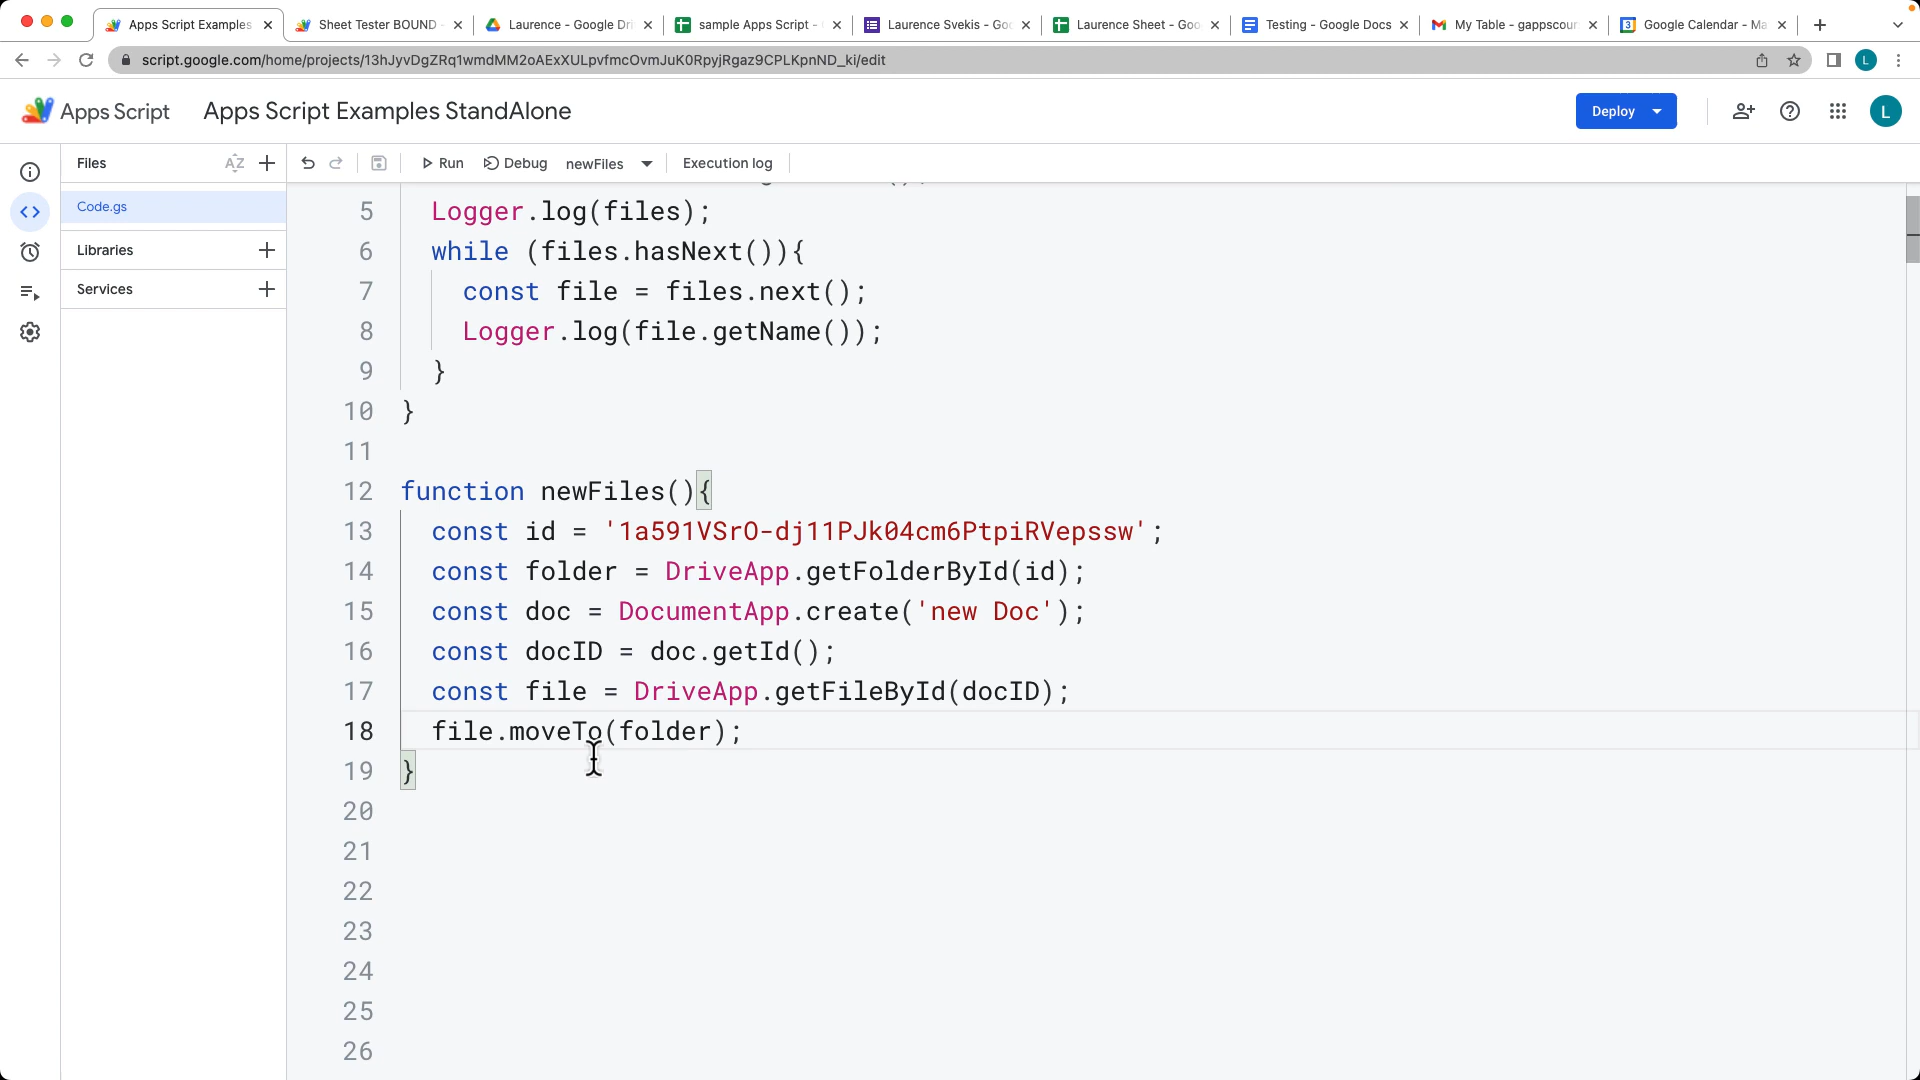 Apps Script Examples
Sheet Tester BOUND
Laurence - Google Dri
sample Apps Script -
Laurence Svekis - Goo
Laurence Sheet - Goo
Testing - Google Docs
My Table - gappscour
Google Calendar - Ma
script.google.com/home/projects/13hJyvDgZRq1wmdMM2oAExXULpvfmcOvmJuK0RpyjRgaz9CPLKpnND_ki/edit
L
Apps Script
Apps Script Examples StandAlone
Deploy
L
Files
AZ
Run
Debug
newFiles
Execution log
Code.gs
Libraries
Services
5 Logger.log(files);
6 while (files.hasNext()){
7 const file = files.next();
8 Logger.log(file.getName());
9 }
10 }
11
12 function newFiles(){
13 const id = '1a591VSrO-dj11PJk04cm6PtpiRVepssw';
14 const folder = DriveApp.getFolderById(id);
15 const doc = DocumentApp.create('new Doc');
16 const docID = doc.getId();
17 const file = DriveApp.getFileById(docID);
18 file.moveTo(folder);
19 }
20
21
22
23
24
25
26